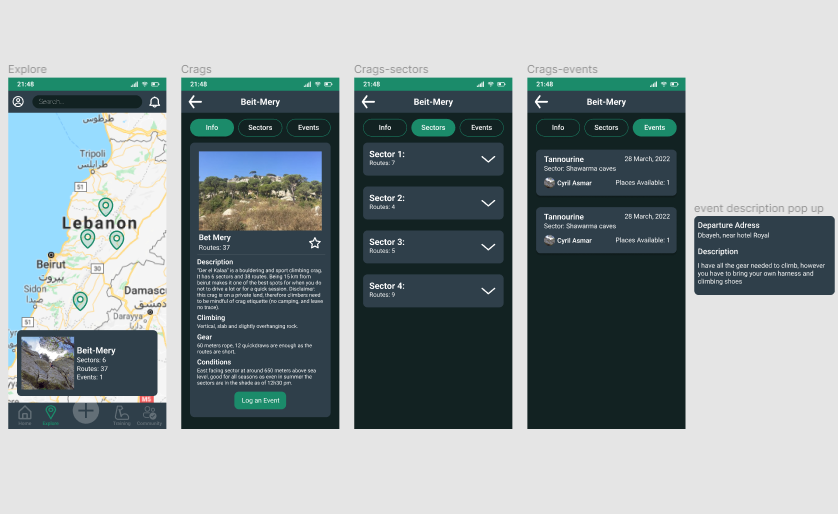 Explore
21:48
Search...
طرطوس
Tripoli
طرابلس
51
Lebanon
Beirut
بيروت
30
Sidon
صيدا
Damasc
دمشق
Darayya
داريا
51
Beit-Mery
Sectors: 6
Routes: 37
Events: 1
M5
Home
Explore
Training
Community
Crags
21:48
Beit-Mery
Info
Sectors
Events
Bet Mery
Routes: 37
Description
"Der el Kalaa" is a bouldering and sport climbing crag.
It has 6 sectors and 38 routes. Being 15 km from
beirut makes it one of the best spots for when you do
not to drive a lot or for a quick session. Disclaimer:
this crag is on a private land, therefore climbers need
to be mindful of crag etiquette (no camping, and leave
no trace).
Climbing
Vertical, slab and slightly overhanging rock.
Gear
60 meters rope, 12 quickdraws are enough as the
routes are short.
Conditions
East facing sector at around 650 meters above sea
level, good for all seasons as even in summer the
sectors are in the shade as of 12h30 pm.
Log an Event
Crags-sectors
21:48
Beit-Mery
Info
Sectors
Events
Sector 1:
Routes: 7
Sector 2:
Routes: 4
Sector 3:
Routes: 5
Sector 4:
Routes: 9
Crags-events
21:48
Beit-Mery
Info
Sectors
Events
Tannourine
28 March, 2022
Sector: Shawarma caves
Cyril Asmar
Places Available: 1
Tannourine
28 March, 2022
Sector: Shawarma caves
Cyril Asmar
Places Available: 1
event description pop up
Departure Adress
Dbayeh, near hotel Royal
Description
I have all the gear needed to climb, however
you have to bring your own harness and
climbing shoes